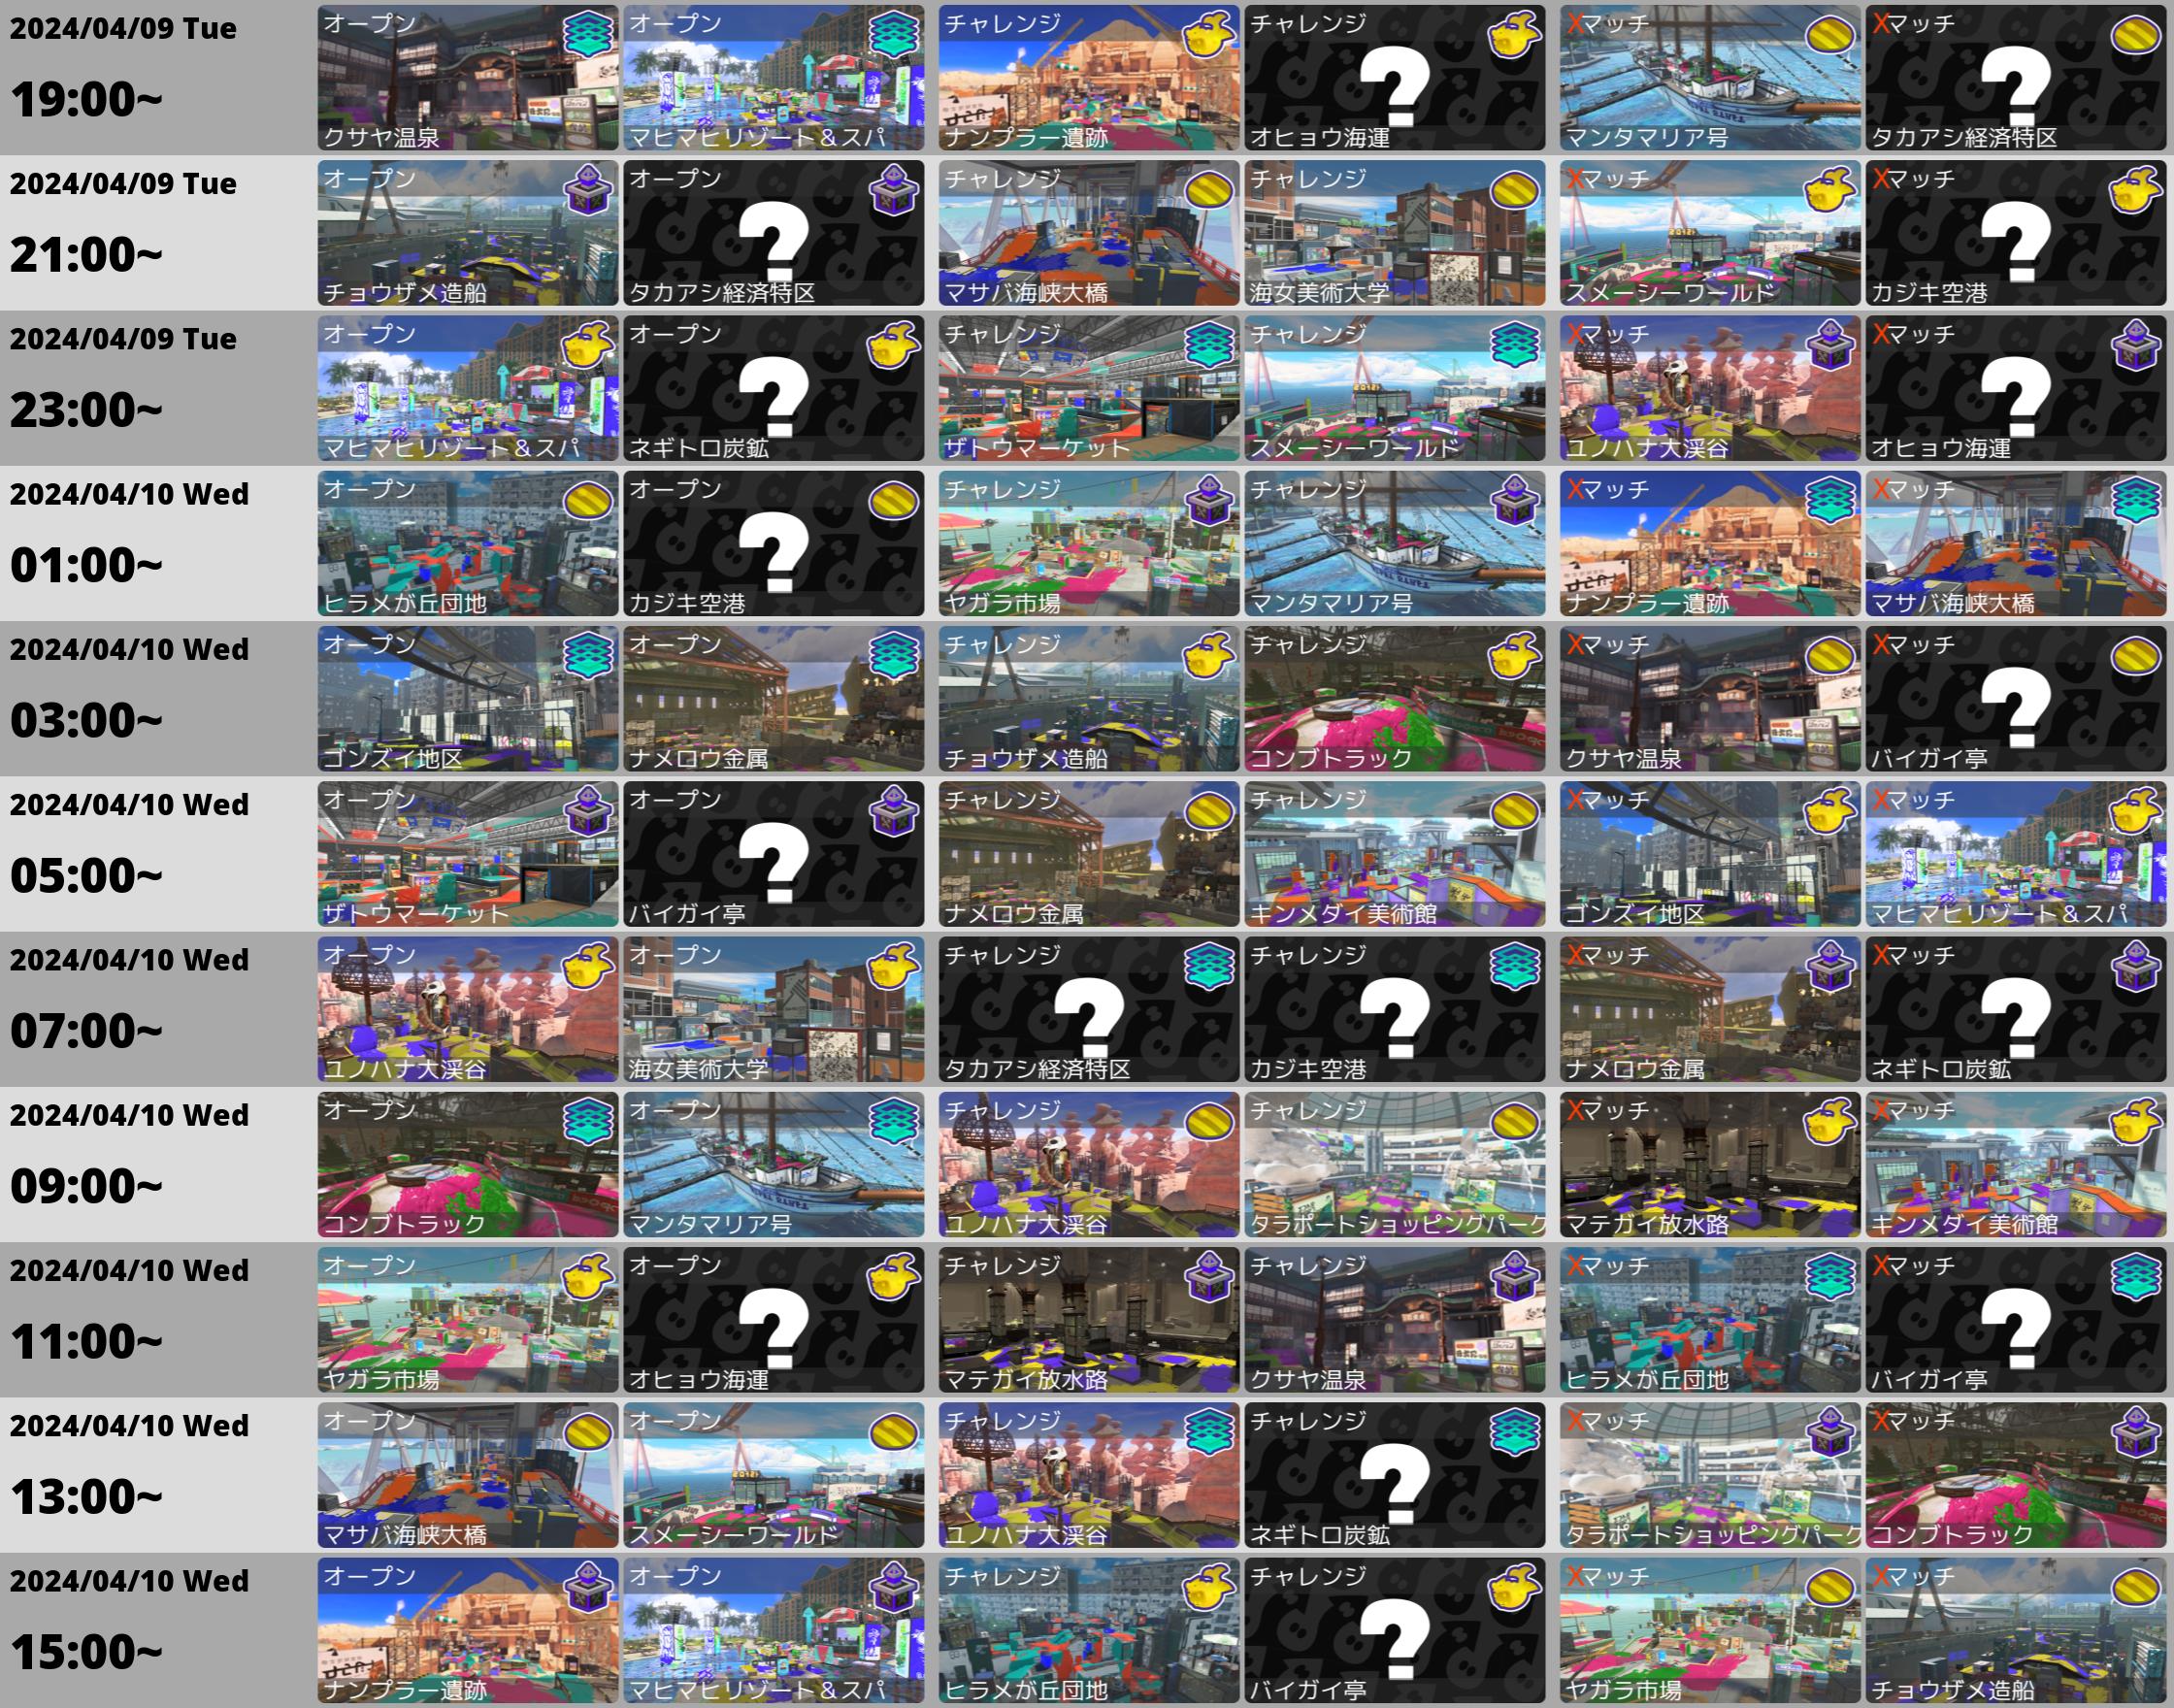 2024/04/09 Tue
19:00~
オープン
クサヤ温泉
オープン
マヒマヒリゾート＆スパ
チャレンジ
ナンプラー遺跡
チャレンジ
オヒョウ海運
Xマッチ
マンタマリア号
Xマッチ
タカアシ経済特区
2024/04/09 Tue
21:00~
オープン
チョウザメ造船
オープン
タカアシ経済特区
チャレンジ
マサバ海峡大橋
チャレンジ
海女美術大学
Xマッチ
スメーシーワールド
Xマッチ
カジキ空港
2024/04/09 Tue
23:00~
オープン
マヒマヒリゾート＆スパ
オープン
ネギトロ炭鉱
チャレンジ
ザトウマーケット
チャレンジ
スメーシーワールド
Xマッチ
ユノハナ大渓谷
Xマッチ
オヒョウ海運
2024/04/10 Wed
01:00~
オープン
ヒラメが丘団地
オープン
カジキ空港
チャレンジ
ヤガラ市場
チャレンジ
マンタマリア号
Xマッチ
ナンプラー遺跡
Xマッチ
マサバ海峡大橋
2024/04/10 Wed
03:00~
オープン
ゴンズイ地区
オープン
ナメロウ金属
チャレンジ
チョウザメ造船
チャレンジ
コンブトラック
Xマッチ
クサヤ温泉
Xマッチ
バイガイ亭
2024/04/10 Wed
05:00~
オープン
ザトウマーケット
オープン
バイガイ亭
チャレンジ
ナメロウ金属
チャレンジ
キンメダイ美術館
Xマッチ
ゴンズイ地区
Xマッチ
マヒマヒリゾート＆スパ
2024/04/10 Wed
07:00~
オープン
ユノハナ大渓谷
オープン
海女美術大学
チャレンジ
タカアシ経済特区
チャレンジ
カジキ空港
Xマッチ
ナメロウ金属
Xマッチ
ネギトロ炭鉱
2024/04/10 Wed
09:00~
オープン
コンブトラック
オープン
マンタマリア号
チャレンジ
ユノハナ大渓谷
チャレンジ
タラポートショッピングパーク
Xマッチ
マテガイ放水路
Xマッチ
キンメダイ美術館
2024/04/10 Wed
11:00~
オープン
ヤガラ市場
オープン
オヒョウ海運
チャレンジ
マテガイ放水路
チャレンジ
クサヤ温泉
Xマッチ
ヒラメが丘団地
Xマッチ
バイガイ亭
2024/04/10 Wed
13:00~
オープン
マサバ海峡大橋
オープン
スメーシーワールド
チャレンジ
ユノハナ大渓谷
チャレンジ
ネギトロ炭鉱
Xマッチ
タラポートショッピングパーク
Xマッチ
コンブトラック
2024/04/10 Wed
15:00~
オープン
ナンプラー遺跡
オープン
マヒマヒリゾート＆スパ
チャレンジ
ヒラメが丘団地
チャレンジ
バイガイ亭
Xマッチ
ヤガラ市場
Xマッチ
チョウザメ造船